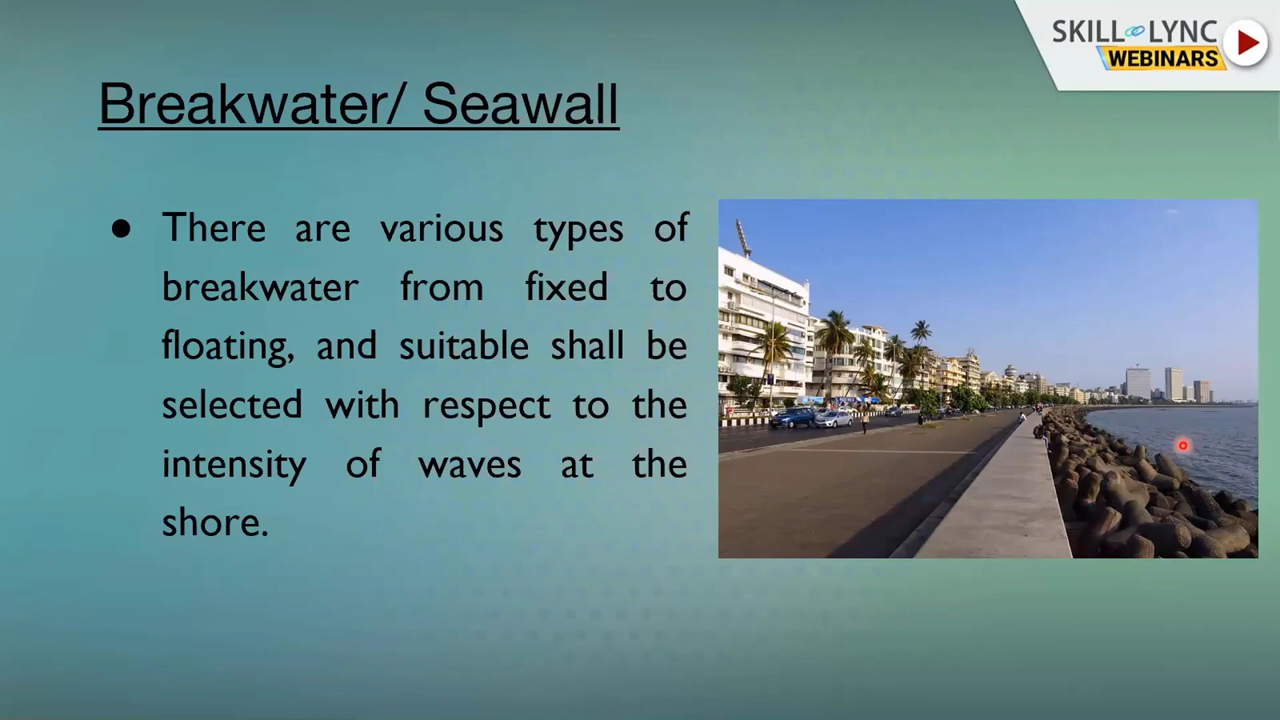 SKILL LYNC
WEBINARS
Breakwater/ Seawall
● There are various types of
breakwater from fixed to
floating, and suitable shall be
selected with respect to the
intensity of waves at the
shore.